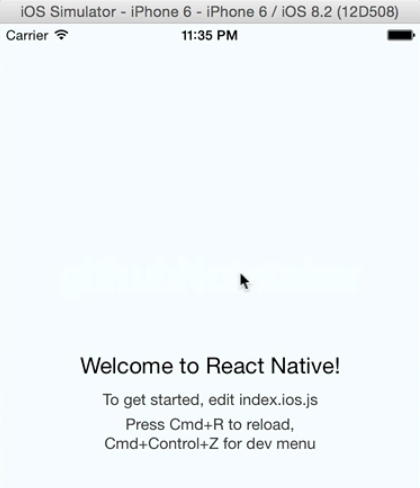 iOS Simulator - iPhone 6 - iPhone 6 / iOS 8.2 (12D508)
Carrier 11:35 PM
Welcome to React Native!
To get started, edit index.ios.js
Press Cmd+R to reload,
Cmd+Control+Z for dev menu